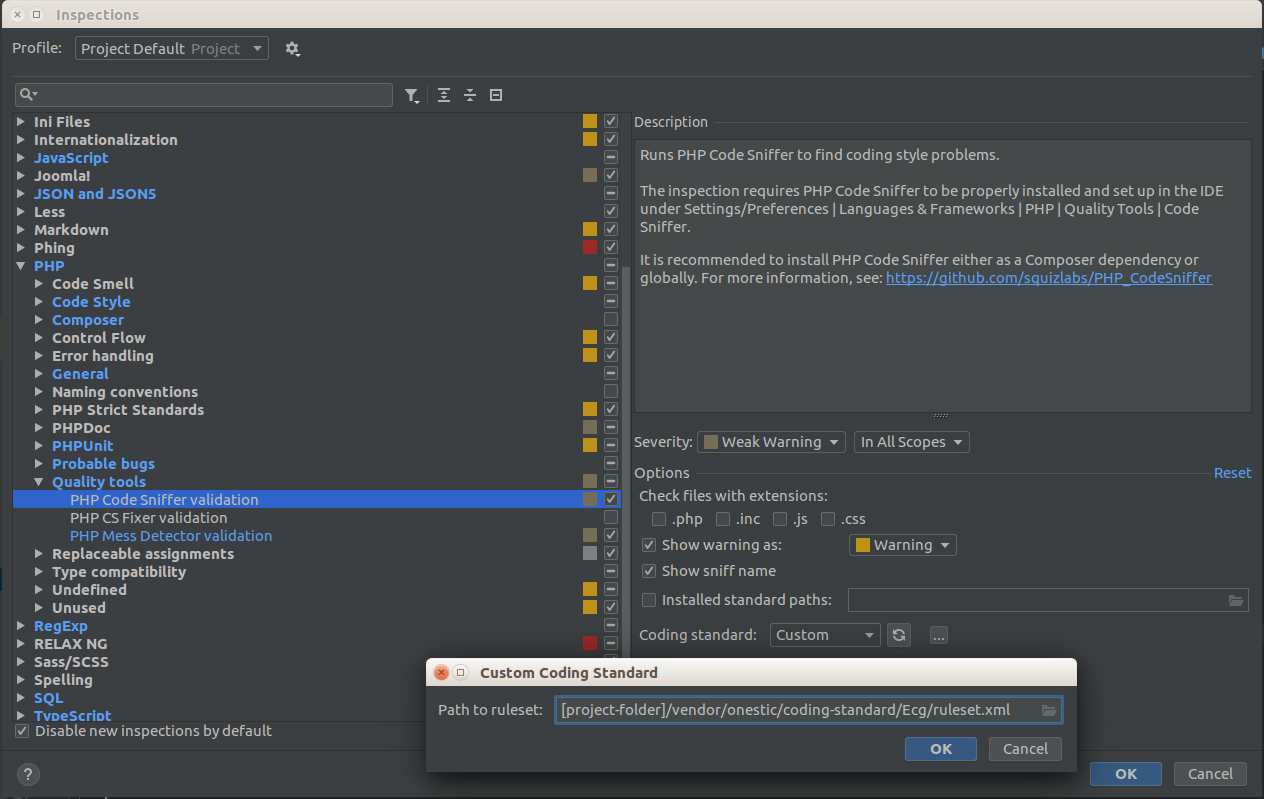 Inspections
Profile: Project Default Project
Ini Files
Internationalization
JavaScript
Joomla!
JSON and JSON5
Less
Markdown
Phing
PHP
Code Smell
Code Style
Composer
Control Flow
Error handling
General
Naming conventions
PHP Strict Standards
PHPDoc
PHPUnit
Probable bugs
Quality tools
PHP Code Sniffer validation
PHP CS Fixer validation
PHP Mess Detector validation
Replaceable assignments
Type compatibility
Undefined
Unused
RegExp
RELAX NG
Sass/SCSS
Spelling
SQL
TypeScript
Disable new inspections by default
Description
Runs PHP Code Sniffer to find coding style problems.
The inspection requires PHP Code Sniffer to be properly installed and set up in the IDE
under Settings/Preferences | Languages & Frameworks | PHP | Quality Tools | Code
Sniffer.
It is recommended to install PHP Code Sniffer either as a Composer dependency or
globally. For more information, see: https://github.com/squizlabs/PHP_CodeSniffer
Severity: Weak Warning In All Scopes
Options Reset
Check files with extensions:
.php .inc .js .css
Show warning as: Warning
Show sniff name
Installed standard paths:
Coding standard: Custom ...
Custom Coding Standard
Path to ruleset: [project-folder]/vendor/onestic/coding-standard/Ecg/ruleset.xml
OK Cancel
? OK Cancel